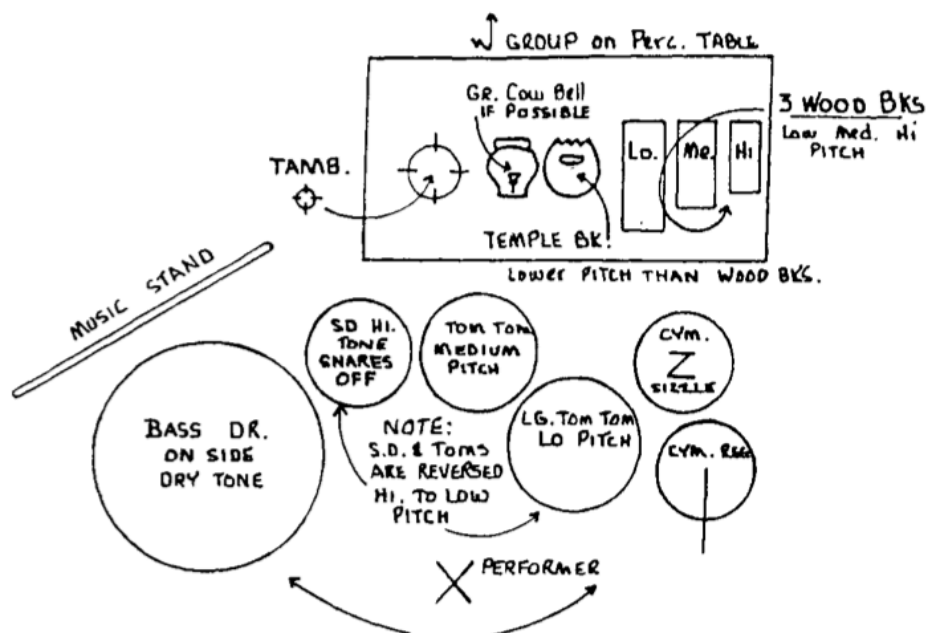 GROUP on Perc. TABLE
GR. Cow Bell
IF POSSIBLE
3 WOOD BKS
Low Med. Hi
PITCH
Lo.
Me.
Hi
TAMB.
TEMPLE BK.
Lower PITCH THAN WOOD BKS.
MUSIC STAND
SD HI.
TONE
SNARES
OFF
TOM TOM
MEDIUM
PITCH
CYM.
Z
SIZZLE
BASS DR.
ON SIDE
DRY TONE
NOTE:
S.D. & TOMS
ARE REVERSED
HI. TO LOW
PITCH
LG. TOM TOM
LO PITCH
CYM. REG
X PERFORMER